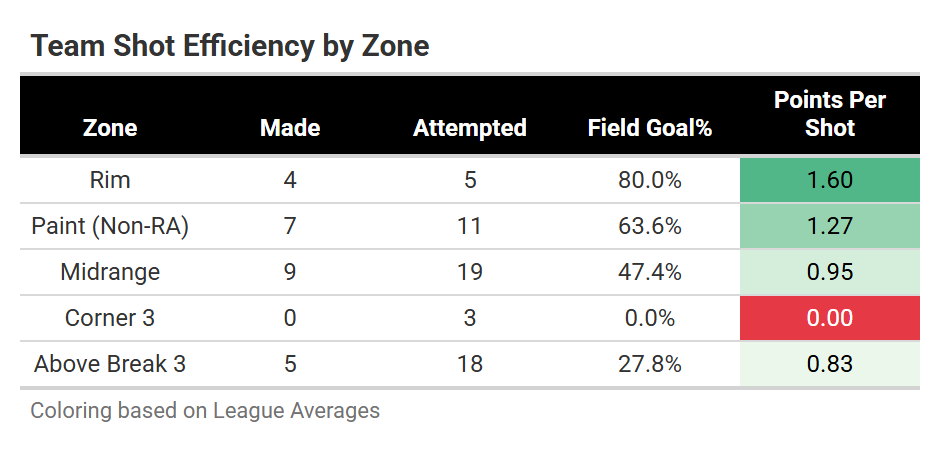 Team Shot Efficiency by Zone
Zone Made Attempted Field Goal% Points Per Shot
Rim 4 5 80.0% 1.60
Paint (Non-RA) 7 11 63.6% 1.27
Midrange 9 19 47.4% 0.95
Corner 3 0 3 0.0% 0.00
Above Break 3 5 18 27.8% 0.83
Coloring based on League Averages